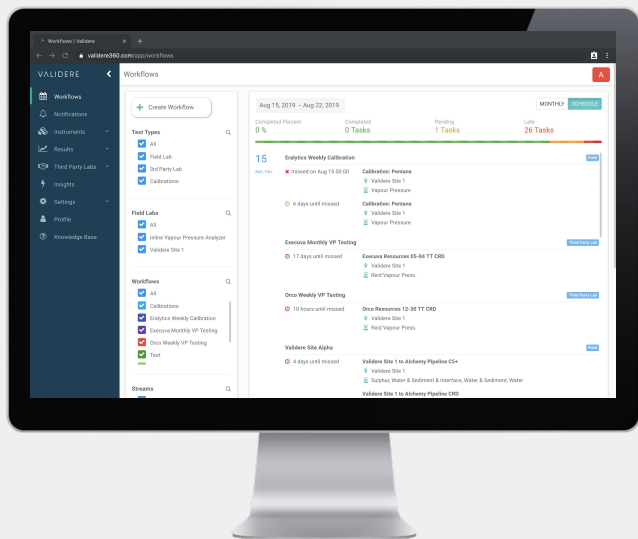 Workflows | Validere
validere360.com/app/workflows
VALIDERE
Workflows
A
Workflows
Notifications
Instruments
Results
Third Party Labs
Insights
Settings
Profile
Knowledge Base
Create Workflow
Test Types
All
Field Lab
3rd Party Lab
Calibrations
Field Labs
All
Inline Vapour Pressure Analyzer
Validere Site 1
Workflows
All
Calibrations
Eralytics Weekly Calibration
Execuva Monthly VP Testing
Orco Weekly VP Testing
Test
Streams
Aug 15, 2019 – Aug 22, 2019
MONTHLY SCHEDULE
Completed Percent Completed Pending Late
0 % 0 Tasks 1 Tasks 26 Tasks
15 Eralytics Weekly Calibration Field
AUG, THU missed on Aug 15 00:00 Calibration: Pentane
Validere Site 1
Vapour Pressure
6 days until missed Calibration: Pentane
Validere Site 1
Vapour Pressure
Execuva Monthly VP Testing Third Party Lab
17 days until missed Execuva Resources 05-84 TT CRD
Validere Site 1
Reid Vapour Press.
Orco Weekly VP Testing Third Party Lab
10 hours until missed Orco Resources 12-30 TT CRD
Validere Site 1
Reid Vapour Press.
Validere Site Alpha Field
4 days until missed Validere Site 1 to Alchemy Pipeline C5+
Validere Site 1
Sulphur, Water & Sediment & Interface, Water & Sediment, Water
Validere Site 1 to Alchemy Pipeline CRD